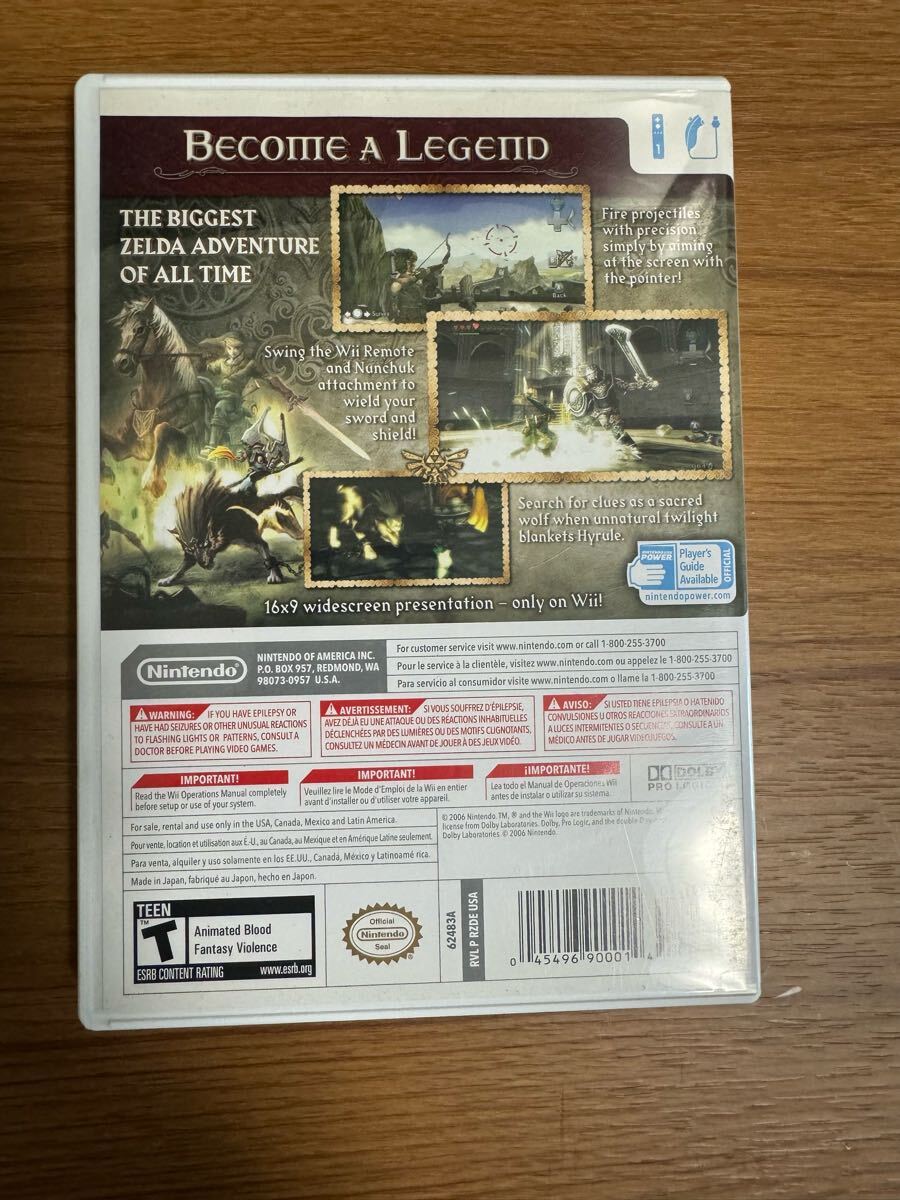 BECOME A LEGEND
1
THE BIGGEST
ZELDA ADVENTURE
OF ALL TIME
Fire projectiles
with precision
simply by aiming
at the screen with
the pointer!
Back
Swing the Wii Remote
and Nunchuk
attachment to
wield your
sword and
shield!
Search for clues as a sacred
wolf when unnatural twilight
blankets Hyrule.
16x9 widescreen presentation – only on Wii!
NINTENDO
POWER
Player's
Guide
Available
OFFICIAL
nintendopower.com
Nintendo®
NINTENDO OF AMERICA INC.
P.O. BOX 957, REDMOND, WA
98073-0957 U.S.A.
For customer service visit www.nintendo.com or call 1-800-255-3700
Pour le service à la clientèle, visitez www.nintendo.com ou appelez le 1-800-255-3700
Para servicio al consumidor visite www.nintendo.com o llame la 1-800-255-3700
WARNING: IF YOU HAVE EPILEPSY OR
HAVE HAD SEIZURES OR OTHER UNUSUAL REACTIONS
TO FLASHING LIGHTS OR PATTERNS, CONSULT A
DOCTOR BEFORE PLAYING VIDEO GAMES.
AVERTISSEMENT: SI VOUS SOUFFREZ D'ÉPILEPSIE,
AVEZ DÉJÀ EU UNE ATTAQUE OU DES RÉACTIONS INHABITUELLES
DÉCLENCHÉES PAR DES LUMIÈRES OU DES MOTIFS CLIGNOTANTS,
CONSULTEZ UN MÉDECIN AVANT DE JOUER À DES JEUX VIDÉO.
AVISO: SI USTED TIENE EPILEPSIA O HA TENIDO
CONVULSIONES U OTROS REACCIONES EXTRAORDINARIOS
A LUCES INTERMITENTES O SECUENCIAS, CONSULTE A UN
MÉDICO ANTES DE JUGAR VIDEOJUEGOS.
IMPORTANT!
Read the Wii Operations Manual completely
before setup or use of your system.
IMPORTANT!
Veuillez lire le Mode d'Emploi de la Wii en entier
avant d'installer ou d'utiliser votre appareil.
¡IMPORTANTE!
Lea todo el Manual de Operaciones Wii
antes de instalar o utilizar su sistema.
DOLBY
PRO LOGIC
For sale, rental and use only in the USA, Canada, Mexico and Latin America.
Pour vente, location et utilisation aux É.-U., au Canada, au Mexique et en Amérique Latine seulement.
Para venta, alquiler y uso solamente en los EE.UU., Canadá, México y Latinoamé rica.
Made in Japan, fabriqué au Japon, hecho en Japon.
© 2006 Nintendo. TM, ® and the Wii logo are trademarks of Nintendo.
license from Dolby Laboratories. Dolby, Pro Logic, and the double D
Dolby Laboratories. © 2006 Nintendo.
TEEN
T
TM
Animated Blood
Fantasy Violence
ESRB CONTENT RATING www.esrb.org
Official
Nintendo
Seal
62483A
RVL P RZDE USA
0 45496 90001 4